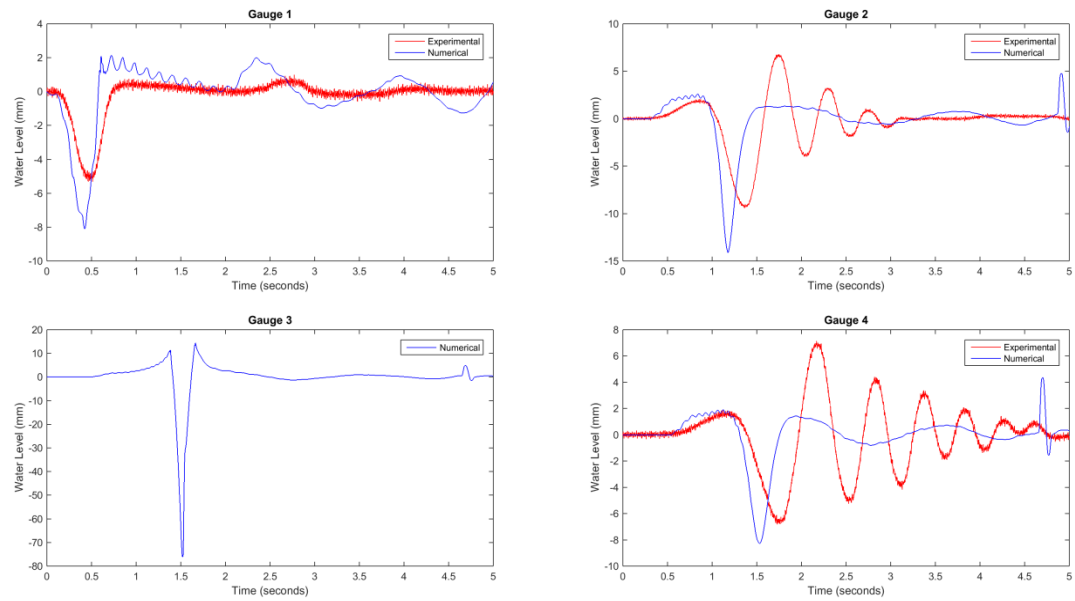 Gauge 1
4
2
0
-2
-4
-6
-8
-10
Water Level (mm)
Experimental
Numerical
0 0.5 1 1.5 2 2.5 3 3.5 4 4.5 5
Time (seconds)
Gauge 2
10
5
0
-5
-10
-15
Water Level (mm)
Experimental
Numerical
0 0.5 1 1.5 2 2.5 3 3.5 4 4.5 5
Time (seconds)
Gauge 3
20
10
0
-10
-20
-30
-40
-50
-60
-70
-80
Water Level (mm)
Numerical
0 0.5 1 1.5 2 2.5 3 3.5 4 4.5 5
Time (seconds)
Gauge 4
8
6
4
2
0
-2
-4
-6
-8
-10
Water Level (mm)
Experimental
Numerical
0 0.5 1 1.5 2 2.5 3 3.5 4 4.5 5
Time (seconds)